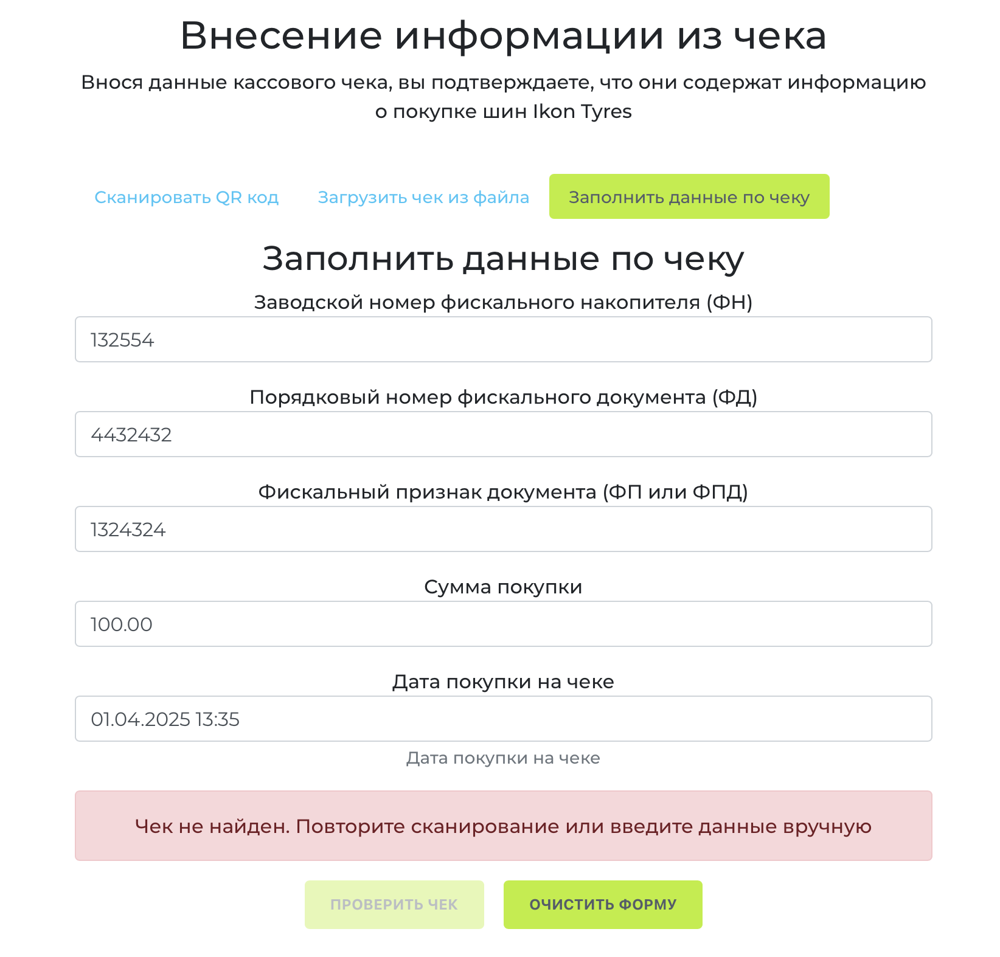 Внесение информации из чека
Внося данные кассового чека, вы подтверждаете, что они содержат информацию
о покупке шин Ikon Tyres
Сканировать QR код
Загрузить чек из файла
Заполнить данные по чеку
Заполнить данные по чеку
Заводской номер фискального накопителя (ФН)
132554
Порядковый номер фискального документа (ФД)
4432432
Фискальный признак документа (ФП или ФПД)
1324324
Сумма покупки
100.00
Дата покупки на чеке
01.04.2025 13:35
Дата покупки на чеке
Чек не найден. Повторите сканирование или введите данные вручную
ПРОВЕРИТЬ ЧЕК
ОЧИСТИТЬ ФОРМУ